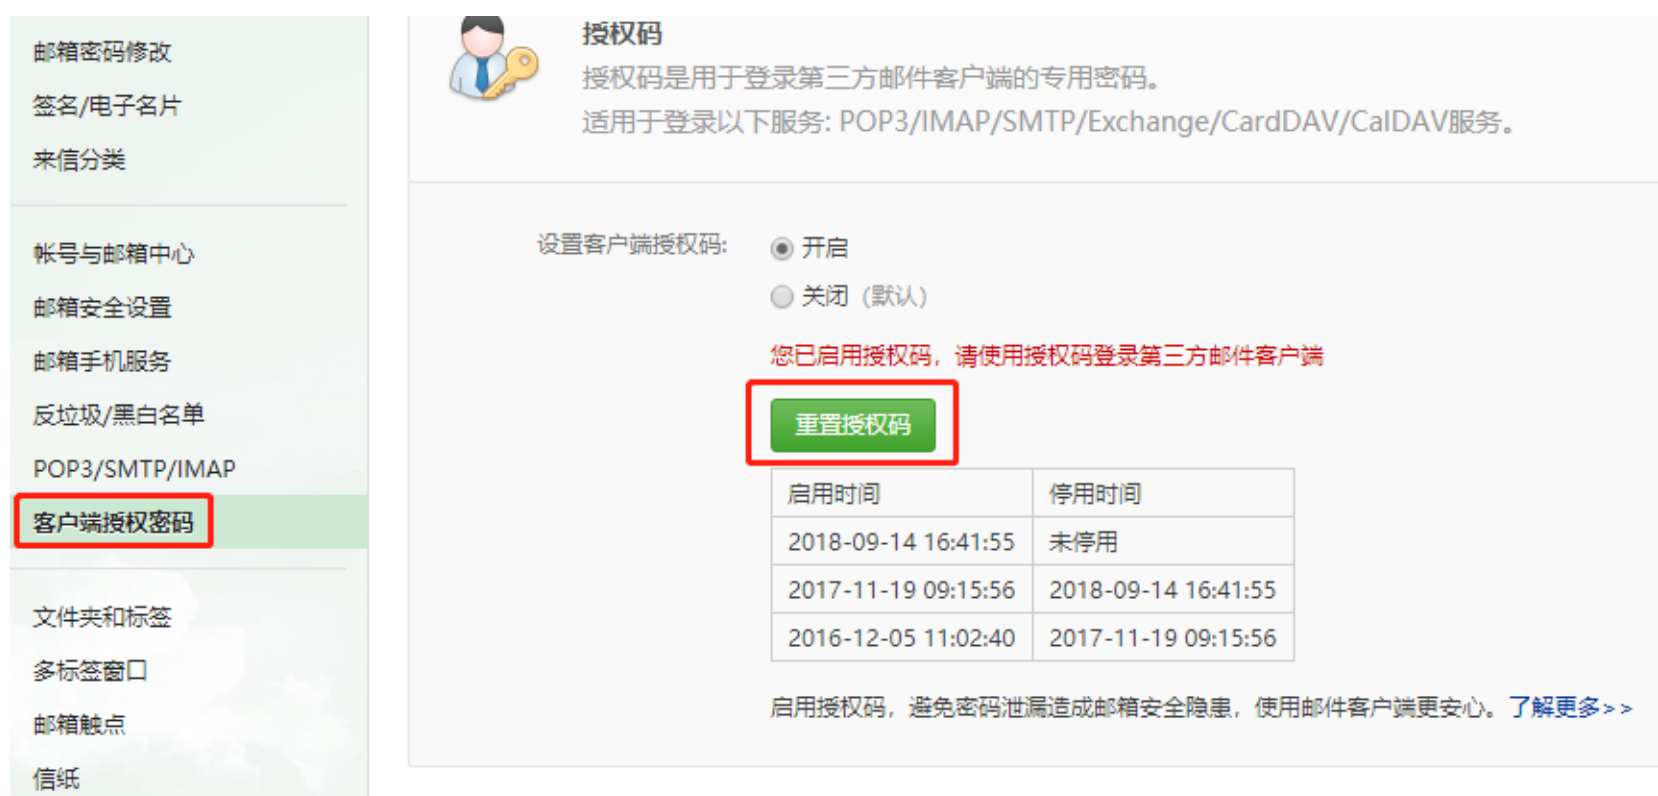 邮箱密码修改
签名/电子名片
来信分类
帐号与邮箱中心
邮箱安全设置
邮箱手机服务
反垃圾/黑白名单
POP3/SMTP/IMAP
客户端授权密码
文件夹和标签
多标签窗口
邮箱触点
信纸
授权码
授权码是用于登录第三方邮件客户端的专用密码。
适用于登录以下服务: POP3/IMAP/SMTP/Exchange/CardDAV/CalDAV服务。
设置客户端授权码: 开启
关闭（默认）
您已启用授权码，请使用授权码登录第三方邮件客户端
重置授权码
启用时间 停用时间
2018-09-14 16:41:55 未停用
2017-11-19 09:15:56 2018-09-14 16:41:55
2016-12-05 11:02:40 2017-11-19 09:15:56
启用授权码，避免密码泄漏造成邮箱安全隐患，使用邮件客户端更安心。了解更多>>